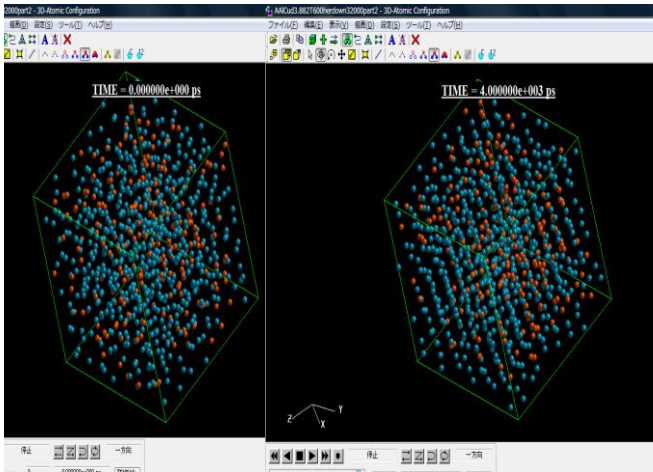 2000part2 - 3D-Atomic Configuration
描画(D) 設定(S) ツール(T) ヘルプ(H)
TIME = 0.000000e+000 ps
停止
一方向
AAlCud3.882T600herdown32000part2 - 3D-Atomic Configuration
ファイル(F) 編集(E) 表示(V) 描画(D) 設定(S) ツール(T) ヘルプ(H)
TIME = 4.000000e+003 ps
Z
Y
X
停止
一方向